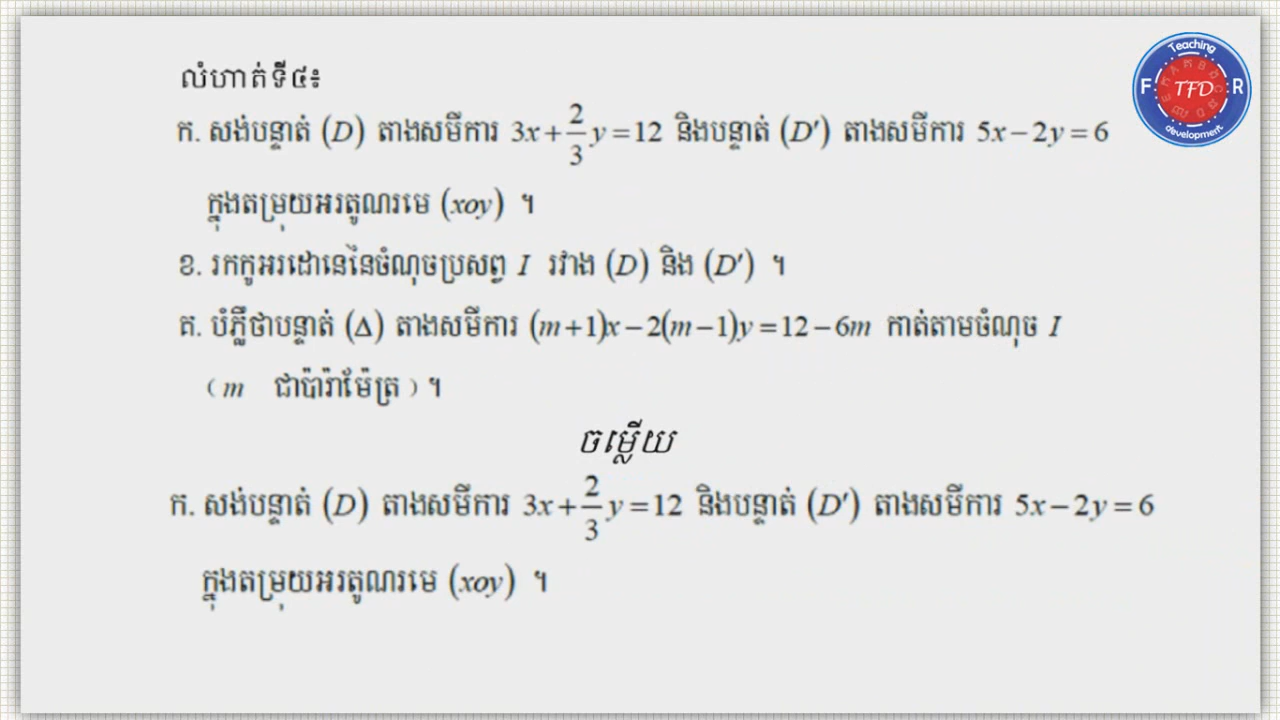 លំហាត់ទី៤៖
ក. សង់បន្ទាត់ (D) តាងសមីការ 3x + 2/3 y = 12 និងបន្ទាត់ (D') តាងសមីការ 5x − 2y = 6
ក្នុងតម្រុយអរតូណរមេ (xoy) ។
ខ. រកកូអរដោនេនៃចំណុចប្រសព្វ I រវាង (D) និង (D') ។
គ. បំភ្លឺថាបន្ទាត់ (Δ) តាងសមីការ (m+1)x − 2(m−1)y = 12 − 6m កាត់តាមចំណុច I
( m ជាប៉ារ៉ាម៉ែត្រ ) ។
ចម្លើយ
ក. សង់បន្ទាត់ (D) តាងសមីការ 3x + 2/3 y = 12 និងបន្ទាត់ (D') តាងសមីការ 5x − 2y = 6
ក្នុងតម្រុយអរតូណរមេ (xoy) ។
Teaching
F TFD R
development